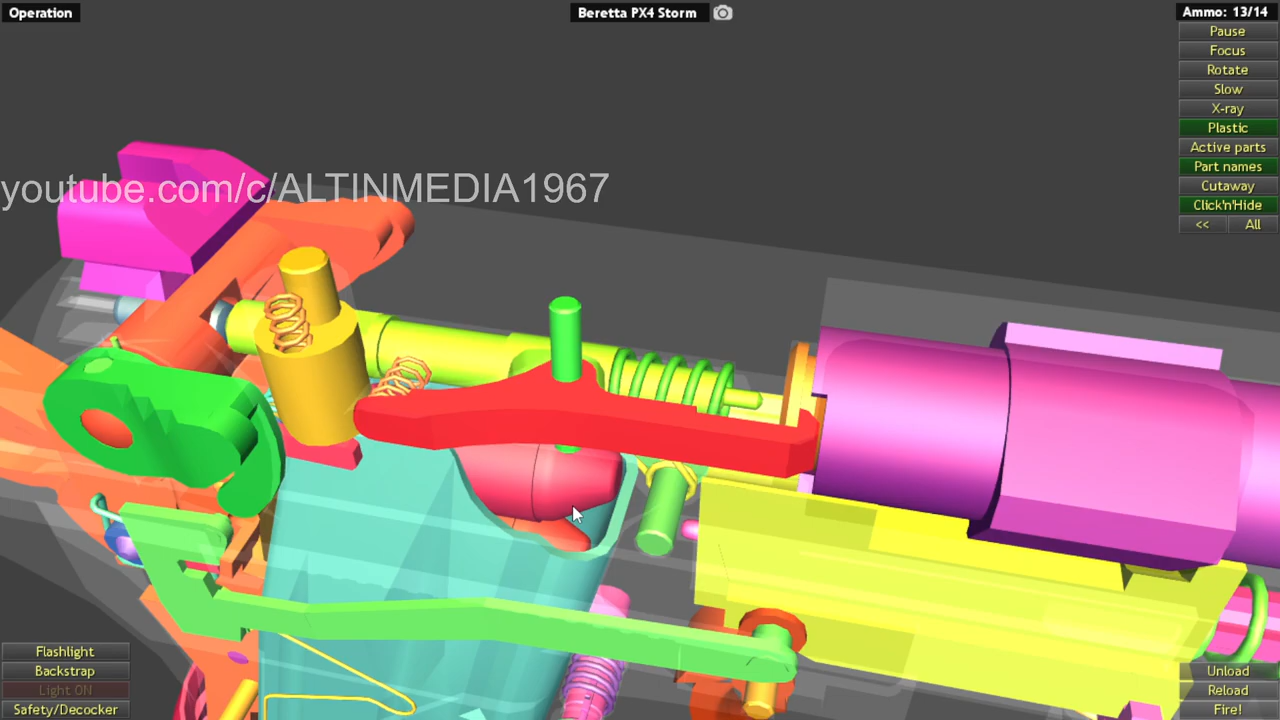 Operation
Beretta PX4 Storm
Ammo: 13/14
Pause
Focus
Rotate
Slow
X-ray
Plastic
Active parts
Part names
Cutaway
Click'n'Hide
<< All
youtube.com/c/ALTINMEDIA1967
Flashlight
Backstrap
Light ON
Safety/Decocker
Unload
Reload
Fire!